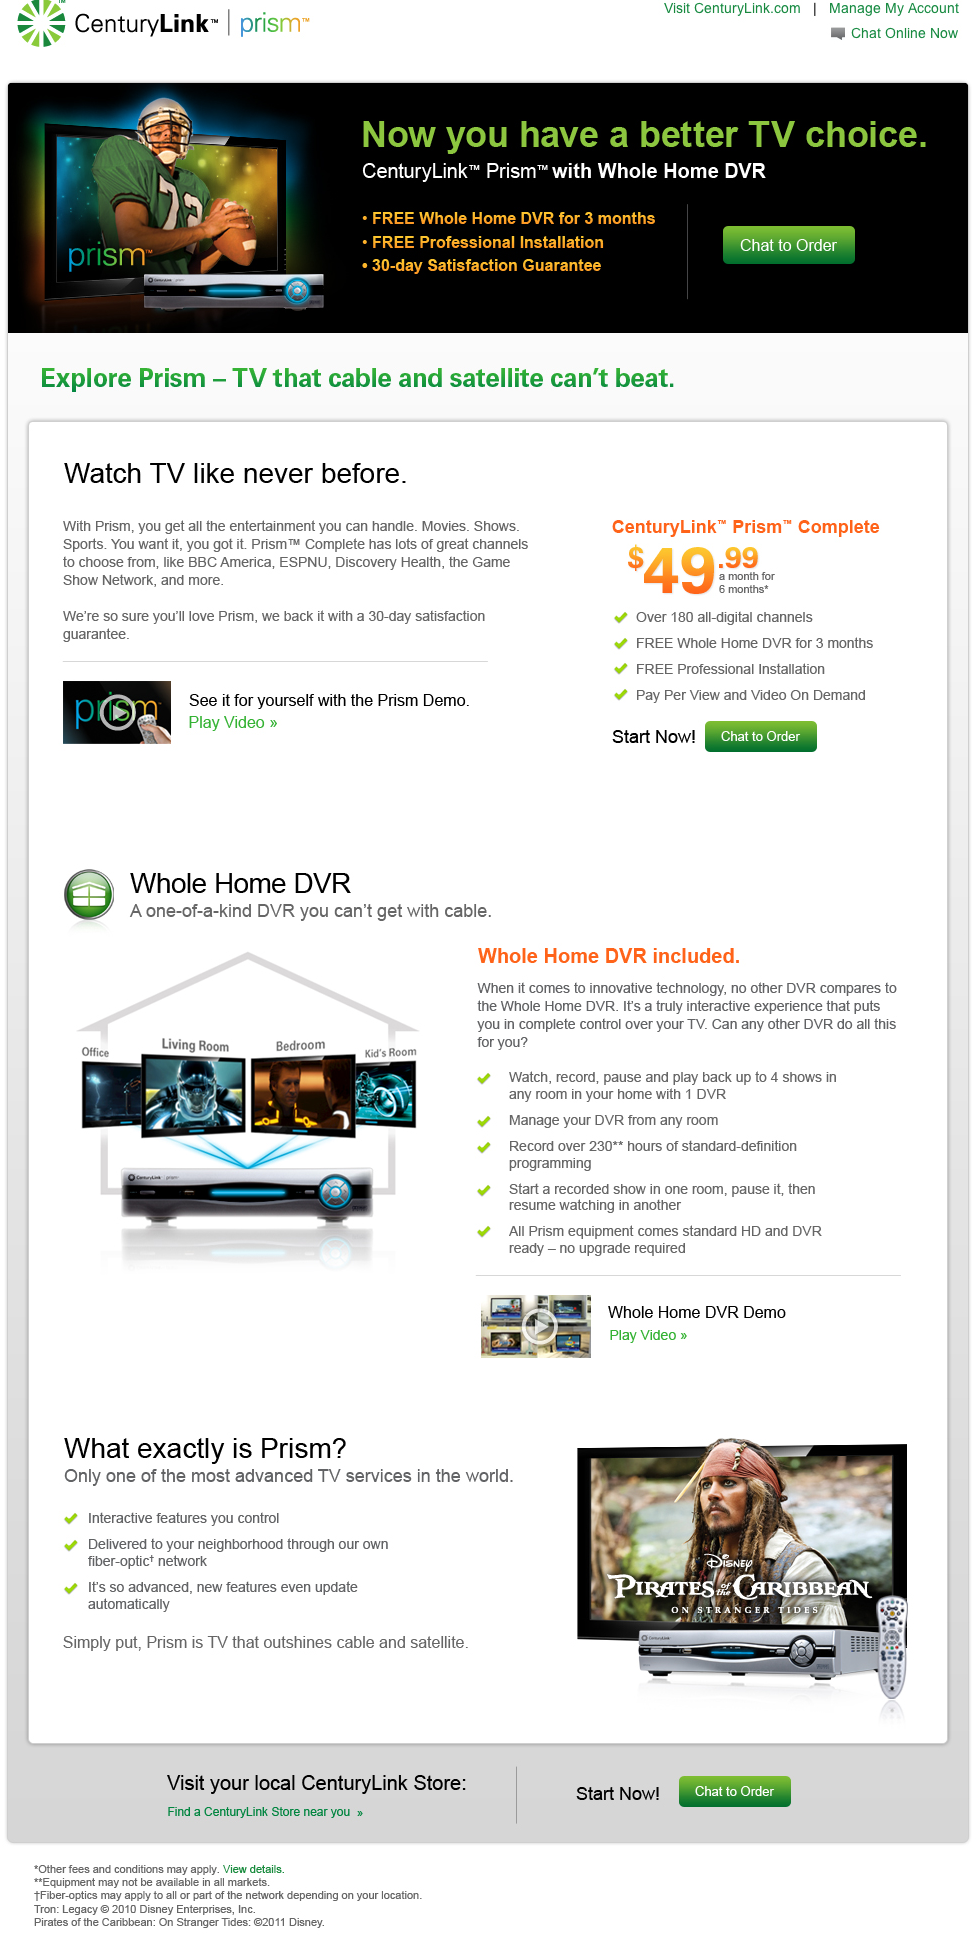 CenturyLink™ | prism™
Visit CenturyLink.com | Manage My Account
Chat Online Now
Now you have a better TV choice.
CenturyLink™ Prism™ with Whole Home DVR
• FREE Whole Home DVR for 3 months
• FREE Professional Installation
• 30-day Satisfaction Guarantee
Chat to Order
72
prism™
Explore Prism – TV that cable and satellite can't beat.
Watch TV like never before.
With Prism, you get all the entertainment you can handle. Movies. Shows.
Sports. You want it, you got it. Prism™ Complete has lots of great channels
to choose from, like BBC America, ESPNU, Discovery Health, the Game
Show Network, and more.
We're so sure you'll love Prism, we back it with a 30-day satisfaction
guarantee.
prism
See it for yourself with the Prism Demo.
Play Video »
CenturyLink™ Prism™ Complete
$49.99
a month for
6 months*
Over 180 all-digital channels
FREE Whole Home DVR for 3 months
FREE Professional Installation
Pay Per View and Video On Demand
Start Now! Chat to Order
Whole Home DVR
A one-of-a-kind DVR you can't get with cable.
Office
Living Room
Bedroom
Kid's Room
CenturyLink prism
Whole Home DVR included.
When it comes to innovative technology, no other DVR compares to
the Whole Home DVR. It's a truly interactive experience that puts
you in complete control over your TV. Can any other DVR do all this
for you?
Watch, record, pause and play back up to 4 shows in
any room in your home with 1 DVR
Manage your DVR from any room
Record over 230** hours of standard-definition
programming
Start a recorded show in one room, pause it, then
resume watching in another
All Prism equipment comes standard HD and DVR
ready – no upgrade required
Whole Home DVR Demo
Play Video »
What exactly is Prism?
Only one of the most advanced TV services in the world.
Interactive features you control
Delivered to your neighborhood through our own
fiber-optic† network
It's so advanced, new features even update
automatically
Simply put, Prism is TV that outshines cable and satellite.
Disney
Pirates of the Caribbean
ON STRANGER TIDES
CenturyLink
Visit your local CenturyLink Store:
Find a CenturyLink Store near you »
Start Now! Chat to Order
*Other fees and conditions may apply. View details.
**Equipment may not be available in all markets.
†Fiber-optics may apply to all or part of the network depending on your location.
Tron: Legacy © 2010 Disney Enterprises, Inc.
Pirates of the Caribbean: On Stranger Tides: ©2011 Disney.